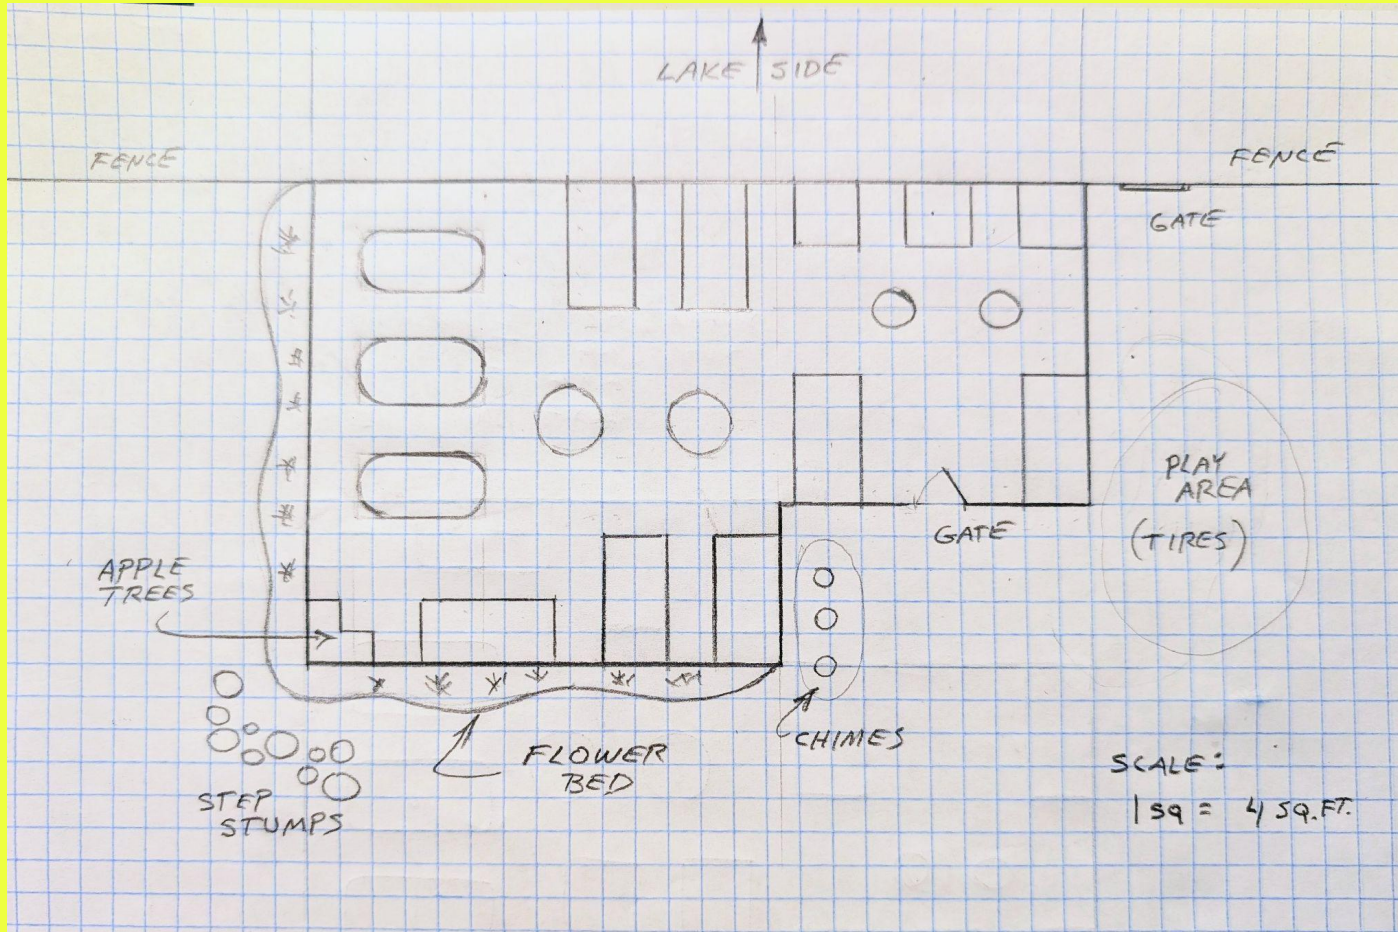 LAKE SIDE
FENCE
FENCE
GATE
PLAY
AREA
(TIRES)
GATE
APPLE
TREES
CHIMES
FLOWER
BED
STEP
STUMPS
SCALE:
1 SQ = 4 SQ.FT.